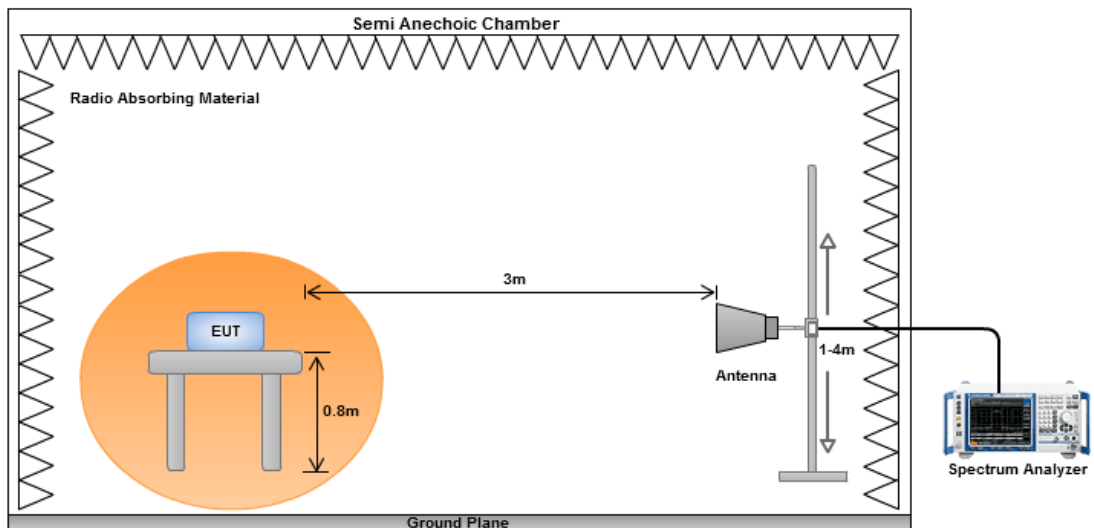 Semi Anechoic Chamber
Radio Absorbing Material
3m
EUT
1-4m
Antenna
0.8m
Spectrum Analyzer
Ground Plane